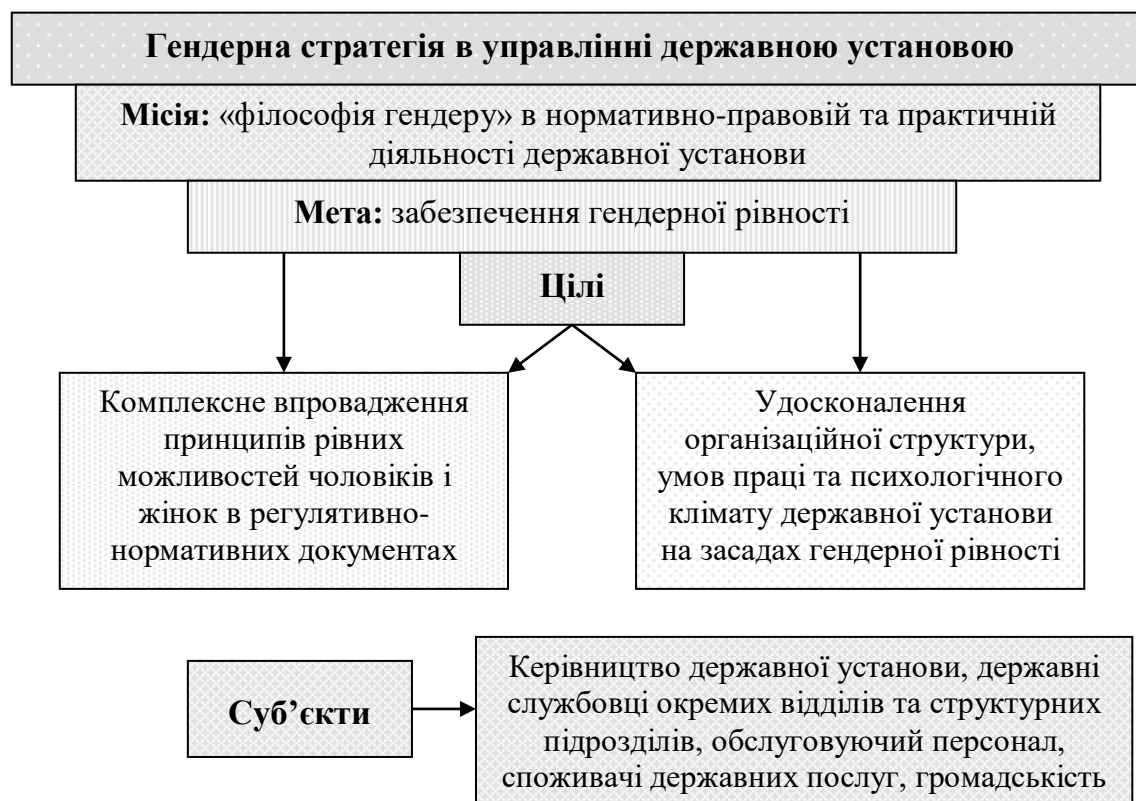 Гендерна стратегія в управлінні державною установою
Місія: «філософія гендеру» в нормативно-правовій та практичній
діяльності державної установи
Мета: забезпечення гендерної рівності
Цілі
Комплексне впровадження
принципів рівних
можливостей чоловіків і
жінок в регулятивно-
нормативних документах
Удосконалення
організаційної структури,
умов праці та психологічного
клімату державної установи
на засадах гендерної рівності
Суб’єкти
Керівництво державної установи, державні
службовці окремих відділів та структурних
підрозділів, обслуговуючий персонал,
споживачі державних послуг, громадськість